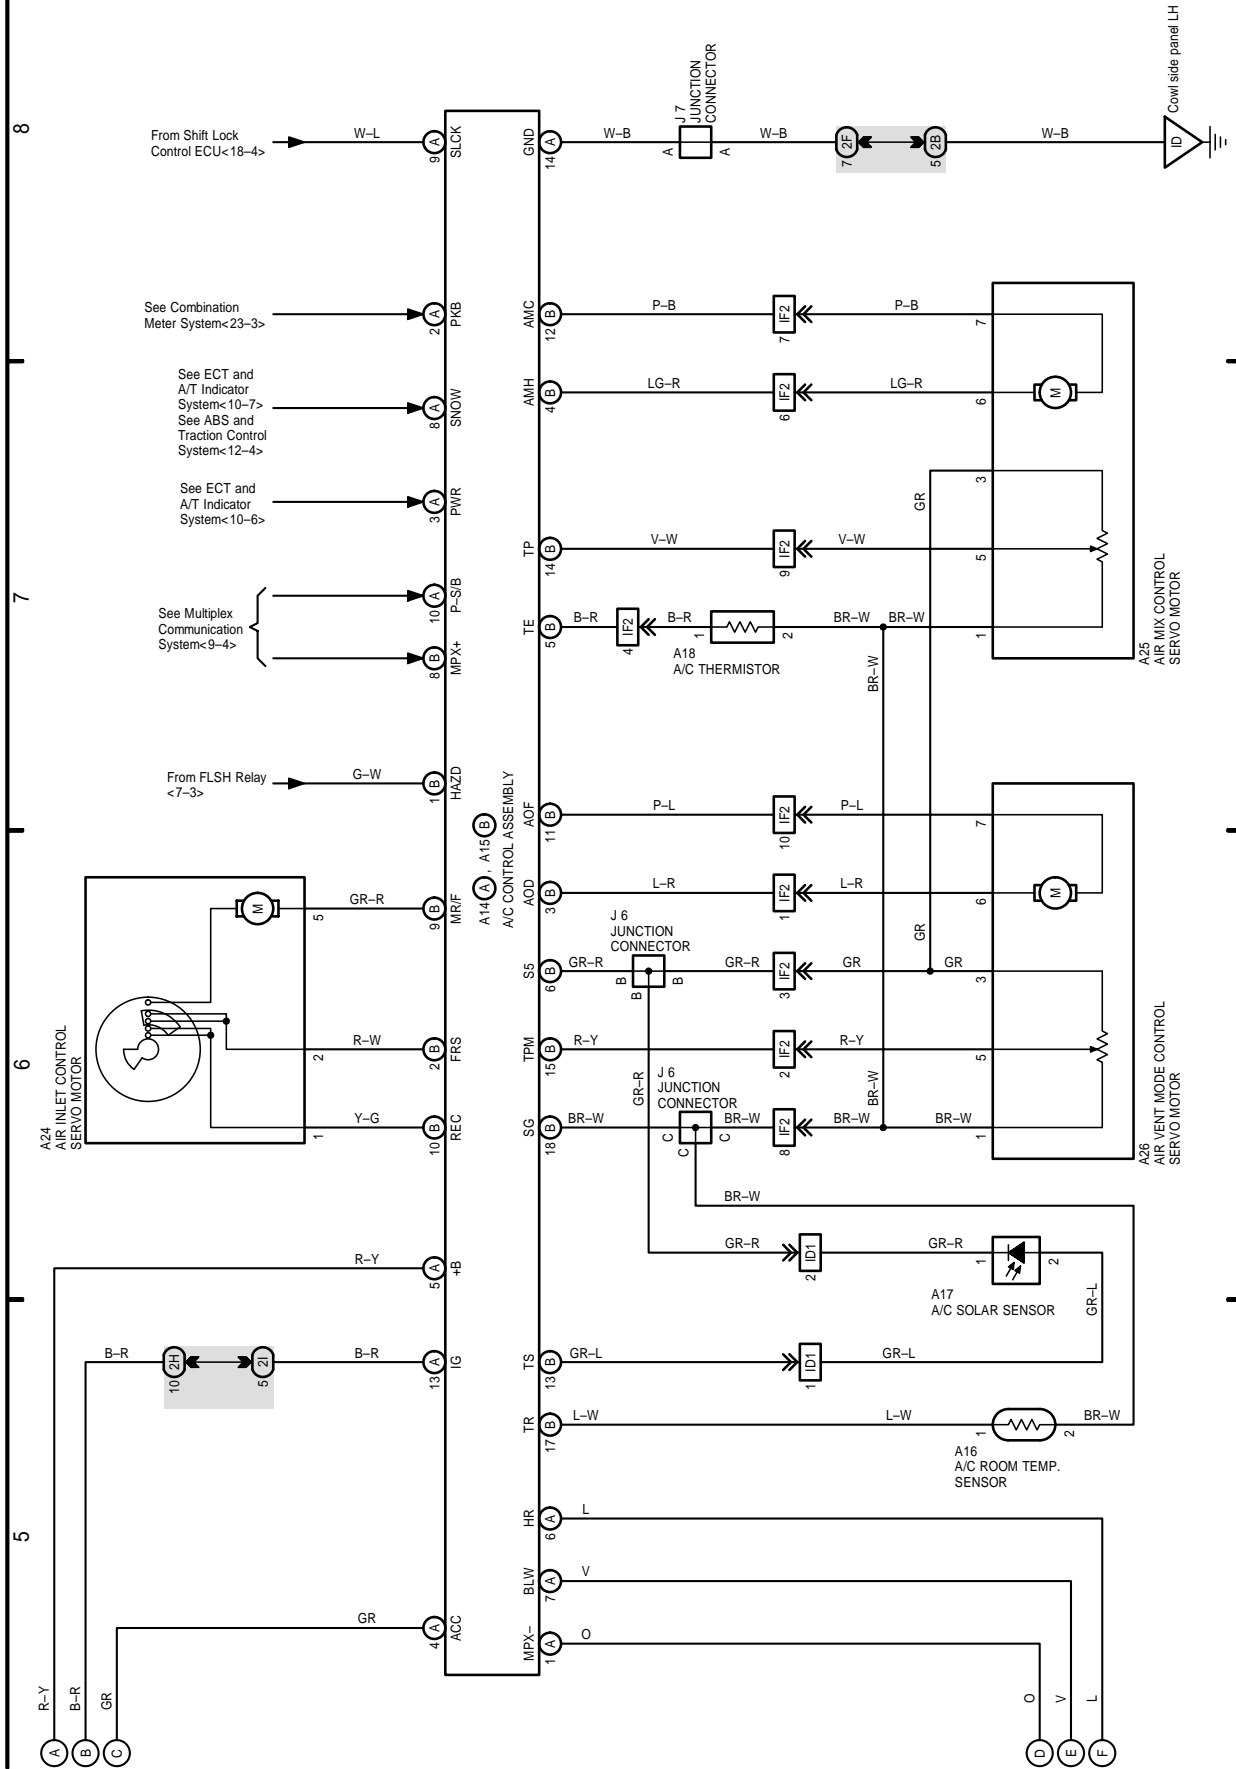 8
From Shift Lock
Control ECU<18–4>
W–L
9
A
SLCK
GND
A
14
W–B
J 7
JUNCTION
CONNECTOR
A
A
W–B
7
2F
5
2B
W–B
ID
Cowl side panel LH
See Combination
Meter System<23–3>
2
A
PKB
AMC
B
12
P–B
IF2
7
P–B
7
See ECT and
A/T Indicator
System<10–7>
See ABS and
Traction Control
System<12–4>
8
A
SNOW
AMH
B
4
LG–R
IF2
6
LG–R
6
M
See ECT and
A/T Indicator
System<10–6>
3
A
PWR
GR
3
TP
B
14
V–W
IF2
9
V–W
5
7
See Multiplex
Communication
System<9–4>
10
A
P–S/B
8
B
MPX+
TE
B
5
B–R
IF2
4
B–R
1
2
A18
A/C THERMISTOR
BR–W
BR–W
BR–W
1
A25
AIR MIX CONTROL
SERVO MOTOR
From FLSH Relay
<7–3>
G–W
1
B
HAZD
A14 A , A15 B
A/C CONTROL ASSEMBLY
AOF
B
11
P–L
IF2
10
P–L
7
M
5
GR–R
9
B
MR/F
AOD
B
3
L–R
IF2
1
L–R
6
M
J 6
JUNCTION
CONNECTOR
S5
B
6
GR–R
B
B
B
GR–R
IF2
3
GR
GR
GR
3
6
A24
AIR INLET CONTROL
SERVO MOTOR
2
R–W
2
B
FRS
TPM
B
15
R–Y
IF2
2
R–Y
5
J 6
JUNCTION
CONNECTOR
GR–R
BR–W
1
Y–G
10
B
REC
SG
B
18
BR–W
C
C
C
BR–W
IF2
8
BR–W
BR–W
1
A26
AIR VENT MODE CONTROL
SERVO MOTOR
BR–W
R–Y
5
A
+B
GR–R
ID1
2
GR–R
1
2
A17
A/C SOLAR SENSOR
GR–L
B–R
10
2H
5
2I
B–R
13
A
IG
TS
B
13
GR–L
ID1
1
GR–L
TR
B
17
L–W
L–W
1
2
BR–W
A16
A/C ROOM TEMP.
SENSOR
5
HR
A
6
L
BLW
A
7
V
GR
4
A
ACC
MPX–
A
1
O
R–Y
B–R
GR
O
V
L
A
B
C
D
E
F